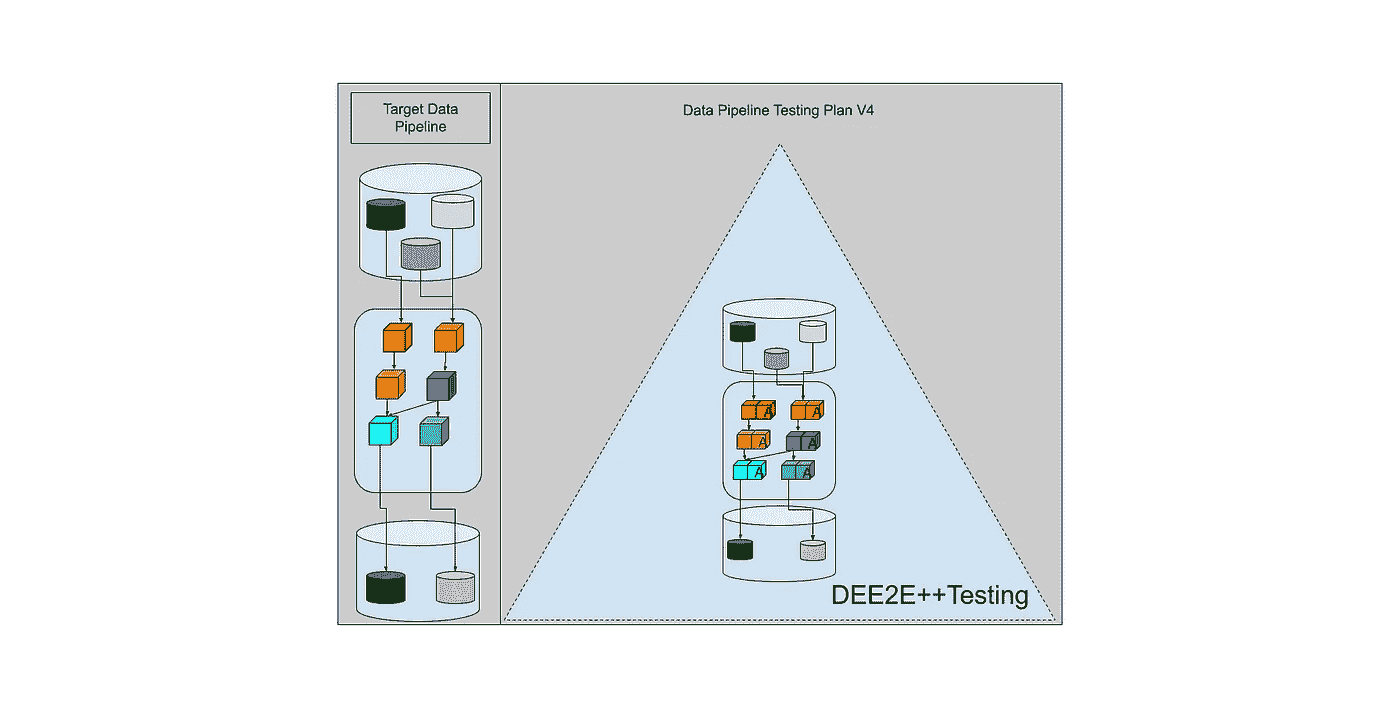 Target Data
Pipeline
Data Pipeline Testing Plan V4
A
A
A
A
A
A
DEE2E++Testing